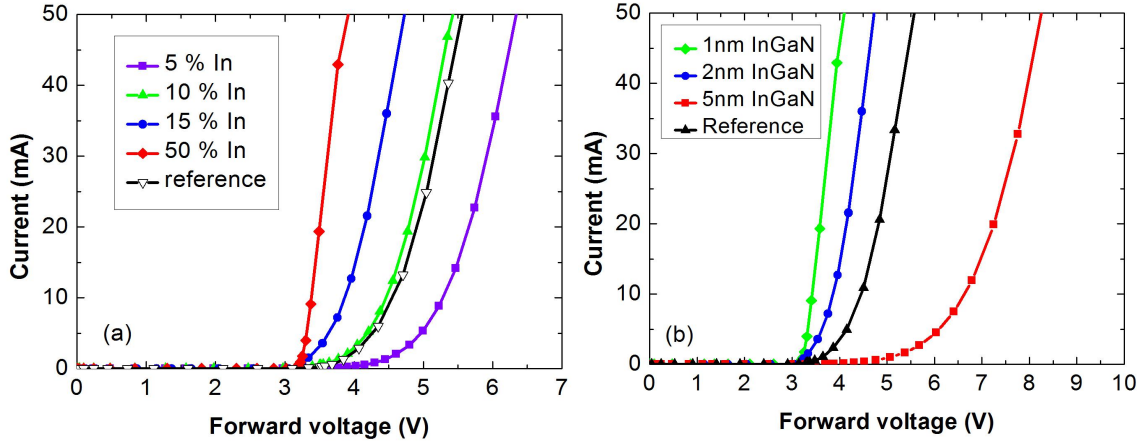 50
40
30
20
10
0
Current (mA)
5 % In
10 % In
15 % In
50 % In
reference
(a)
0 1 2 3 4 5 6 7
Forward voltage (V)
50
40
30
20
10
0
Current (mA)
1nm InGaN
2nm InGaN
5nm InGaN
Reference
(b)
0 1 2 3 4 5 6 7 8 9 10
Forward voltage (V)